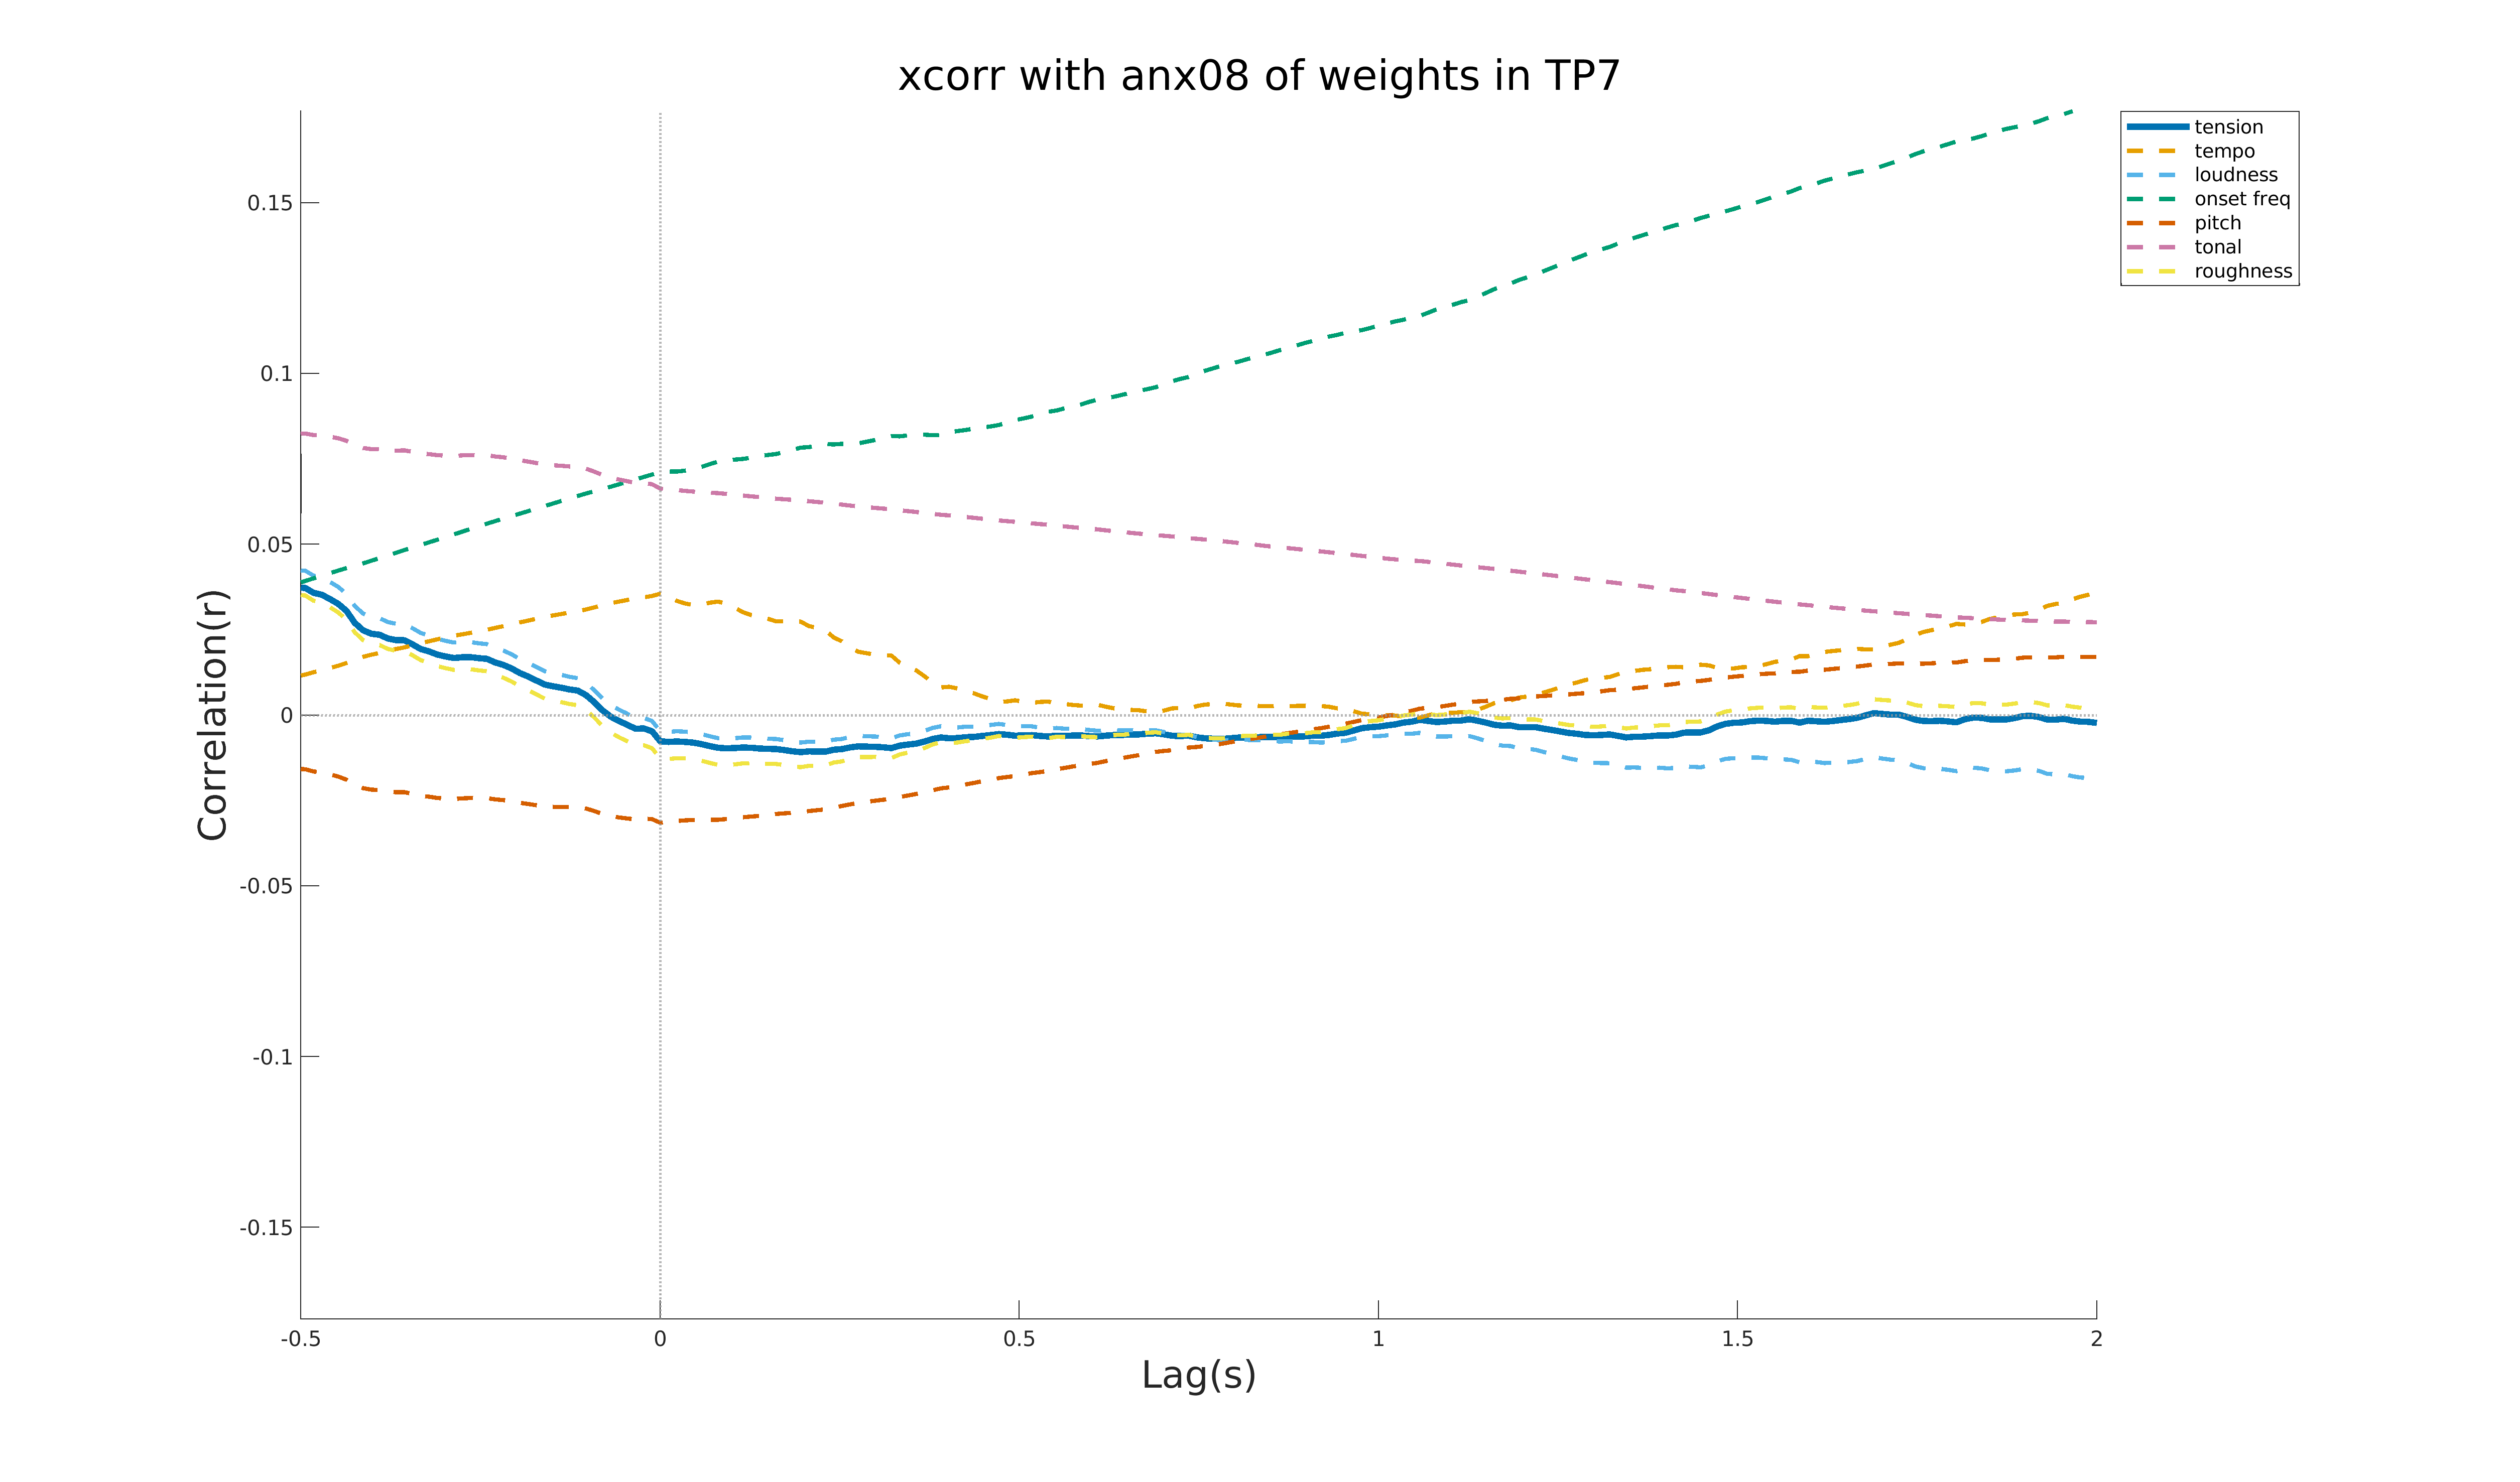 xcorr with anx08 of weights in TP7
tension
tempo
loudness
onset freq
pitch
tonal
roughness
0.15
0.1
0.05
0
-0.05
-0.1
-0.15
Correlation(r)
-0.5
0
0.5
1
1.5
2
Lag(s)